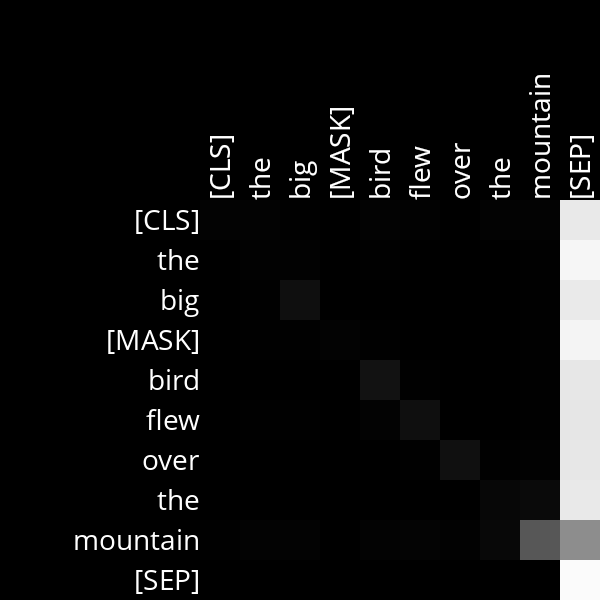 [CLS]
the
big
[MASK]
bird
flew
over
the
mountain
[SEP]
[CLS]
the
big
[MASK]
bird
flew
over
the
mountain
[SEP]